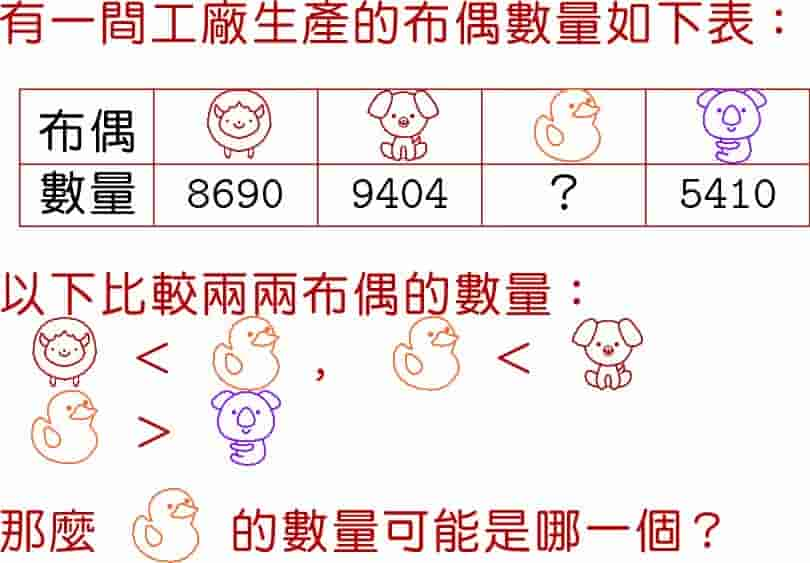 有一間工廠生產的布偶數量如下表：
布偶
數量 8690 9404 ? 5410
以下比較兩兩布偶的數量：
< , <
>
那麼 的數量可能是哪一個？